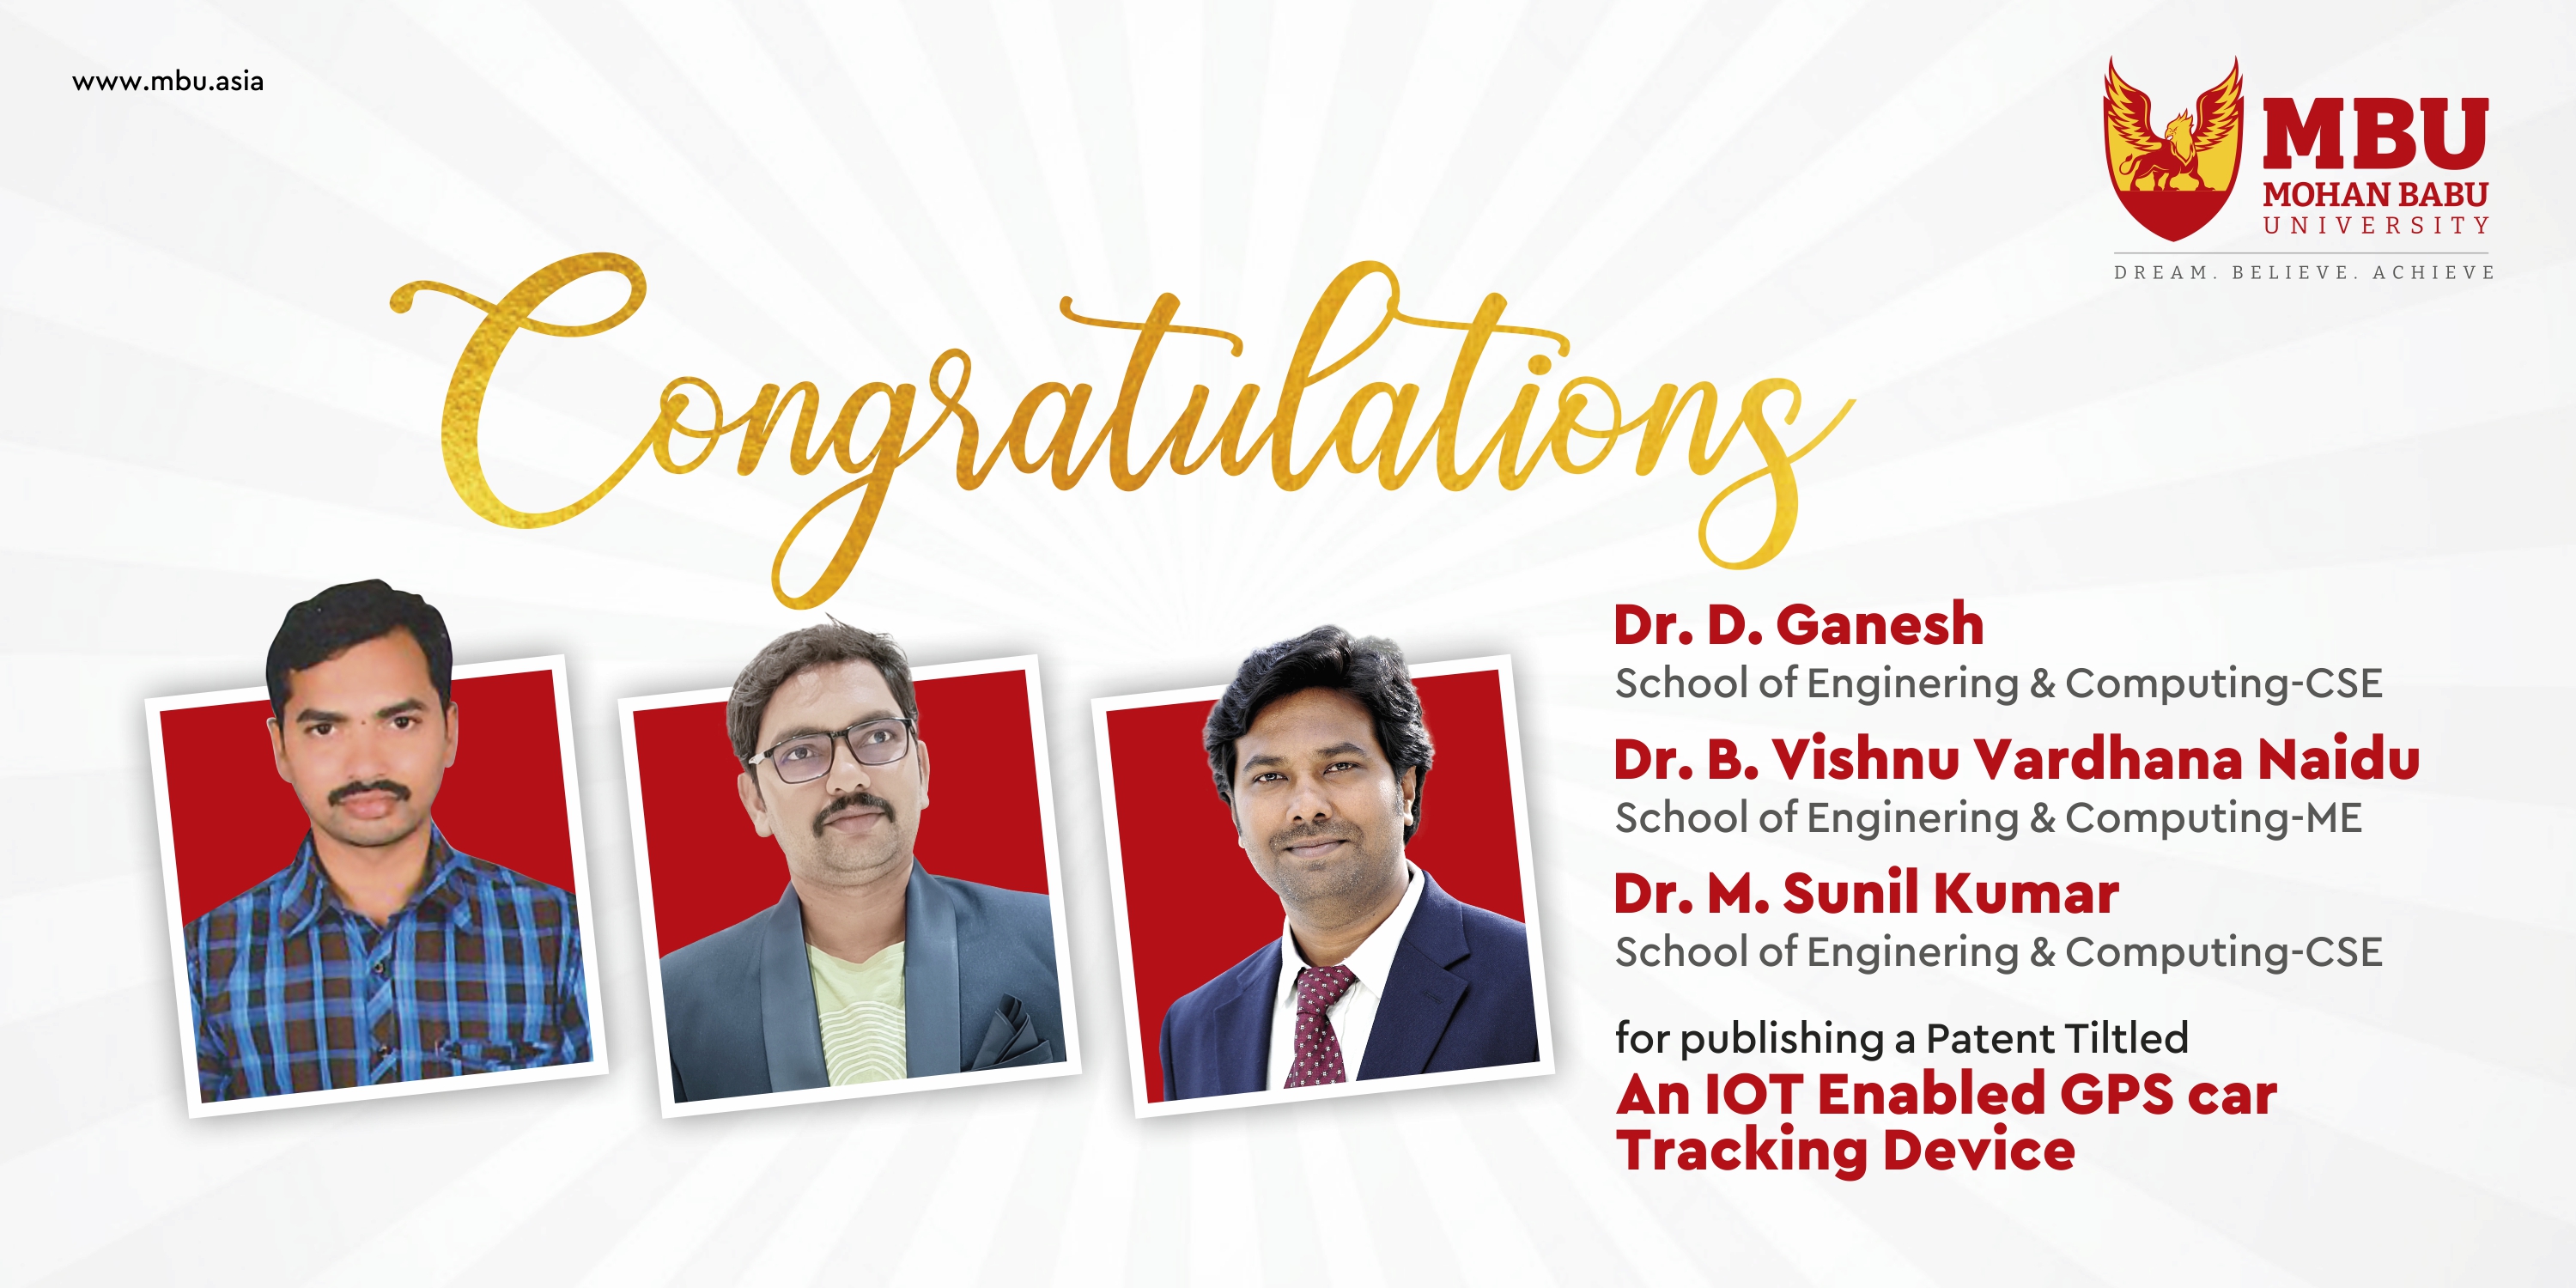 www.mbu.asia
MBU
MOHAN BABU
UNIVERSITY
DREAM. BELIEVE. ACHIEVE
Congratulations
Dr. D. Ganesh
School of Enginering & Computing-CSE
Dr. B. Vishnu Vardhana Naidu
School of Enginering & Computing-ME
Dr. M. Sunil Kumar
School of Enginering & Computing-CSE
for publishing a Patent Tiltled
An IOT Enabled GPS car
Tracking Device